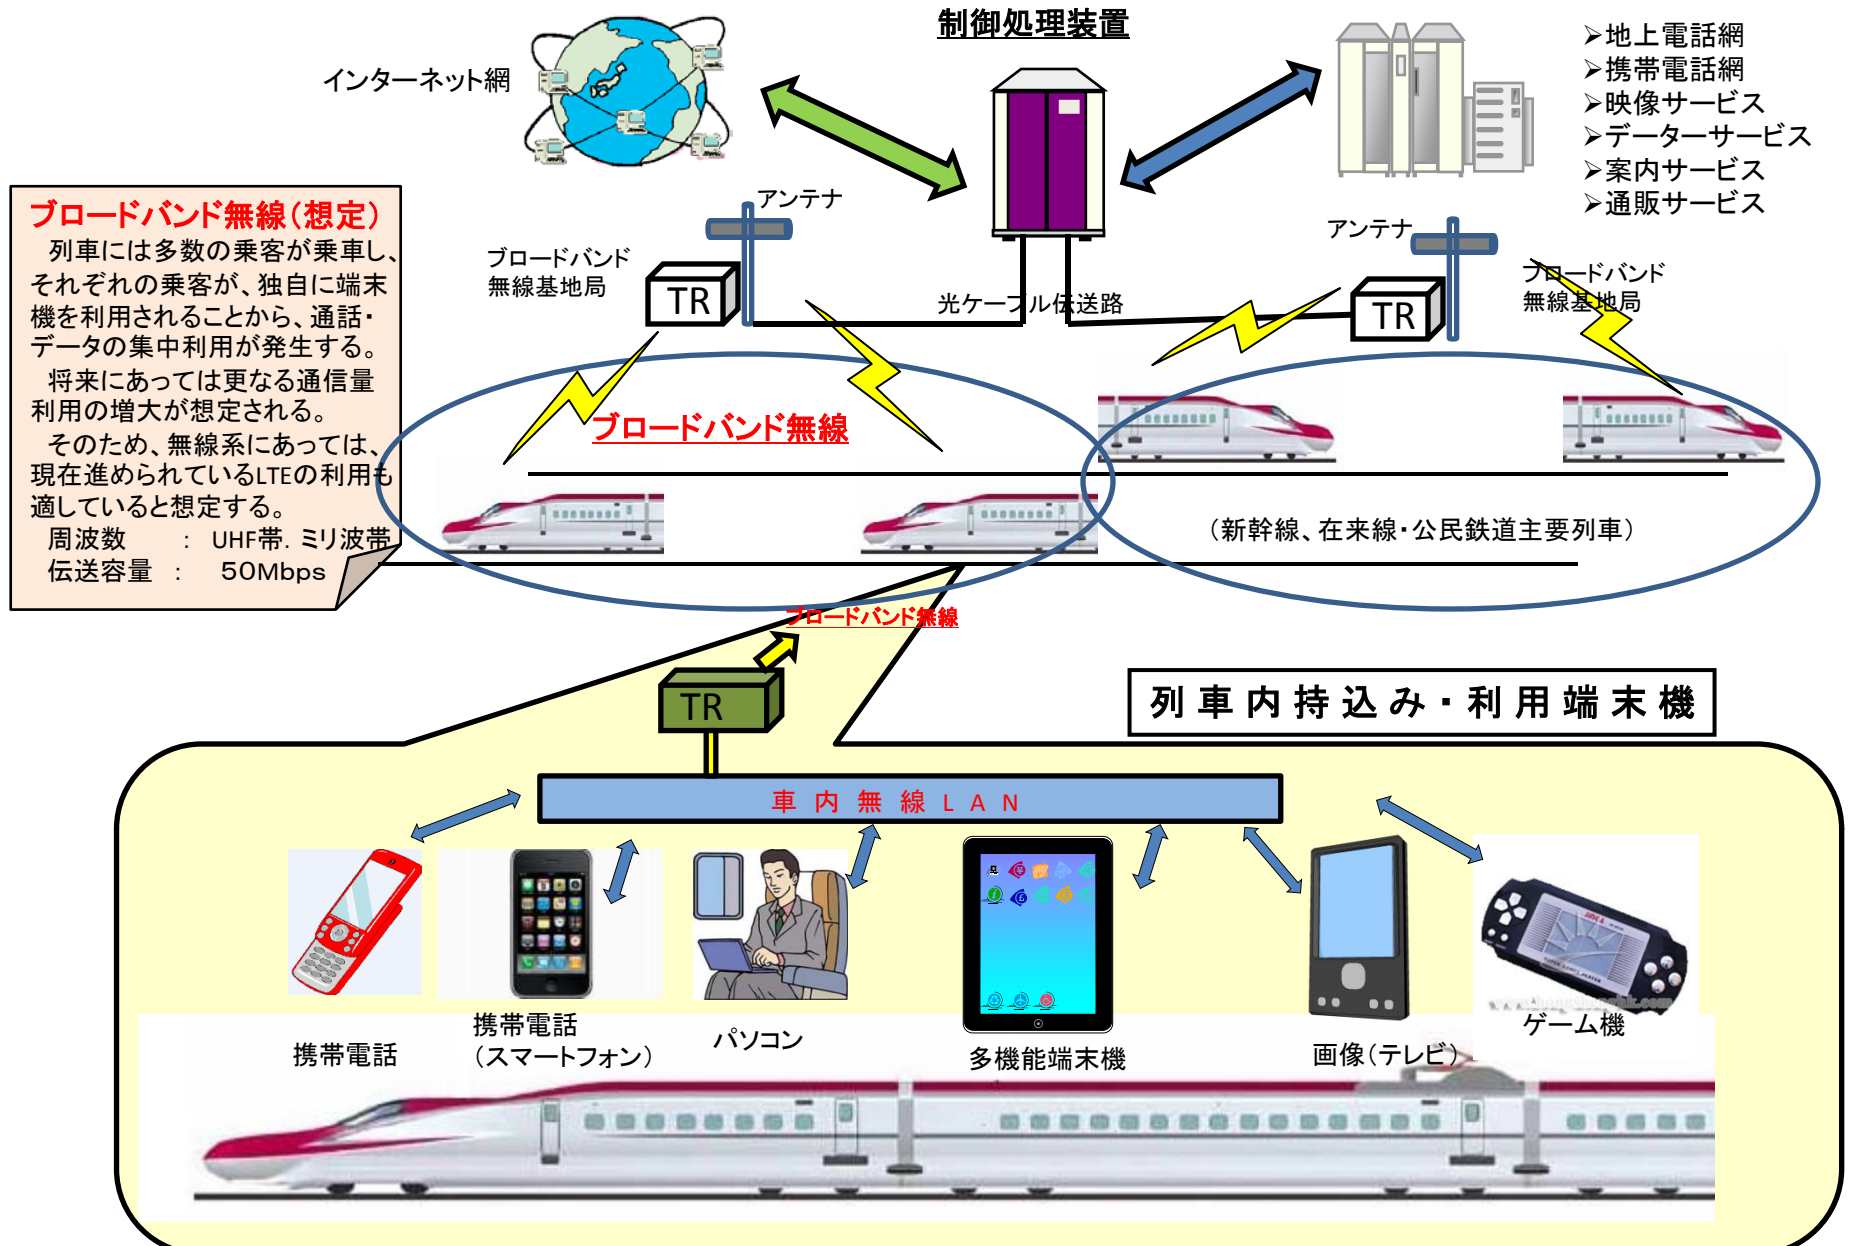 制御処理装置
インターネット網
➢地上電話網
➢携帯電話網
➢映像サービス
➢データーサービス
➢案内サービス
➢通販サービス
アンテナ
ブロードバンド
無線基地局
TR
光ケーブル伝送路
アンテナ
TR
ブロードバンド
無線基地局
ブロードバンド無線(想定)
列車には多数の乗客が乗車し、
それぞれの乗客が、独自に端末
機を利用されることから、通話・
データの集中利用が発生する。
将来にあっては更なる通信量
利用の増大が想定される。
そのため、無線系にあっては、
現在進められているLTEの利用も
適していると想定する。
周波数 : UHF帯. ミリ波帯
伝送容量 : 50Mbps
ブロードバンド無線
(新幹線、在来線・公民鉄道主要列車)
ブロードバンド無線
TR
列車内持込み・利用端末機
車内無線LAN
携帯電話
携帯電話
(スマートフォン)
パソコン
多機能端末機
画像(テレビ)
ゲーム機